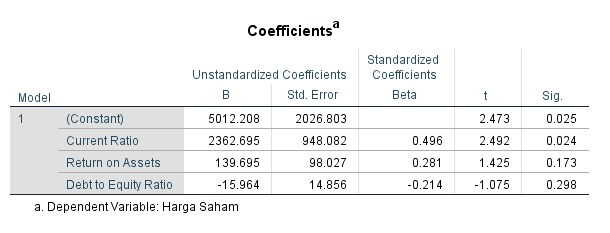 Coefficientsa
Unstandardized Coefficients Standardized Coefficients
Model B Std. Error Beta t Sig.
1 (Constant) 5012.208 2026.803 2.473 0.025
Current Ratio 2362.695 948.082 0.496 2.492 0.024
Return on Assets 139.695 98.027 0.281 1.425 0.173
Debt to Equity Ratio -15.964 14.856 -0.214 -1.075 0.298
a. Dependent Variable: Harga Saham